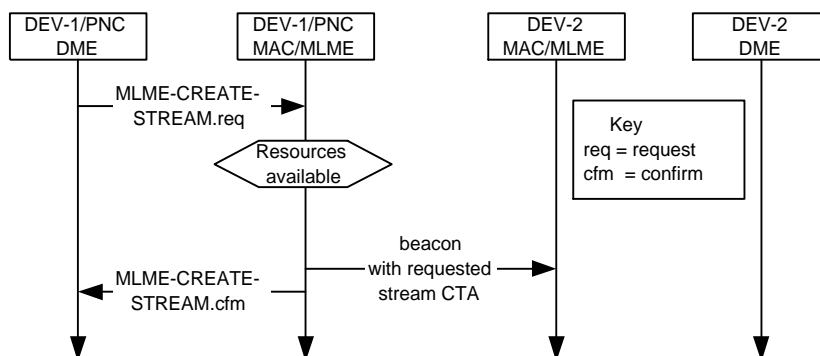 DEV-1/PNC
DME
DEV-1/PNC
MAC/MLME
DEV-2
MAC/MLME
DEV-2
DME
MLME-CREATE-
STREAM.req
Key
req = request
cfm = confirm
Resources
available
beacon
with requested
stream CTA
MLME-CREATE-
STREAM.cfm